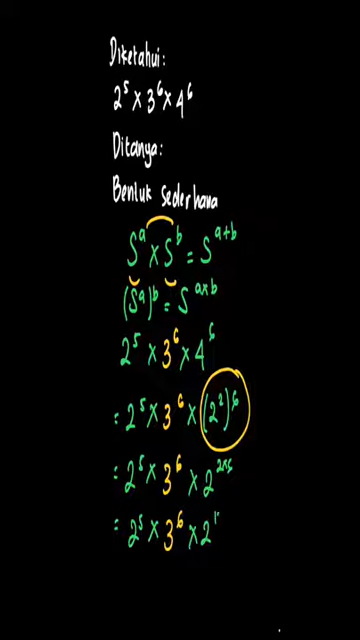 Diketahui:
2⁵ × 3⁶ × 4⁶
Ditanya:
Bentuk Sederhana
Sᵃ × Sᵇ = Sᵃ⁺ᵇ
(Sᵃ)ᵇ = Sᵃˣᵇ
2⁵ × 3⁶ × 4⁶
= 2⁵ × 3⁶ × (2²)⁶
= 2⁵ × 3⁶ × 2²ˣ⁶
= 2⁵ × 3⁶ × 2¹